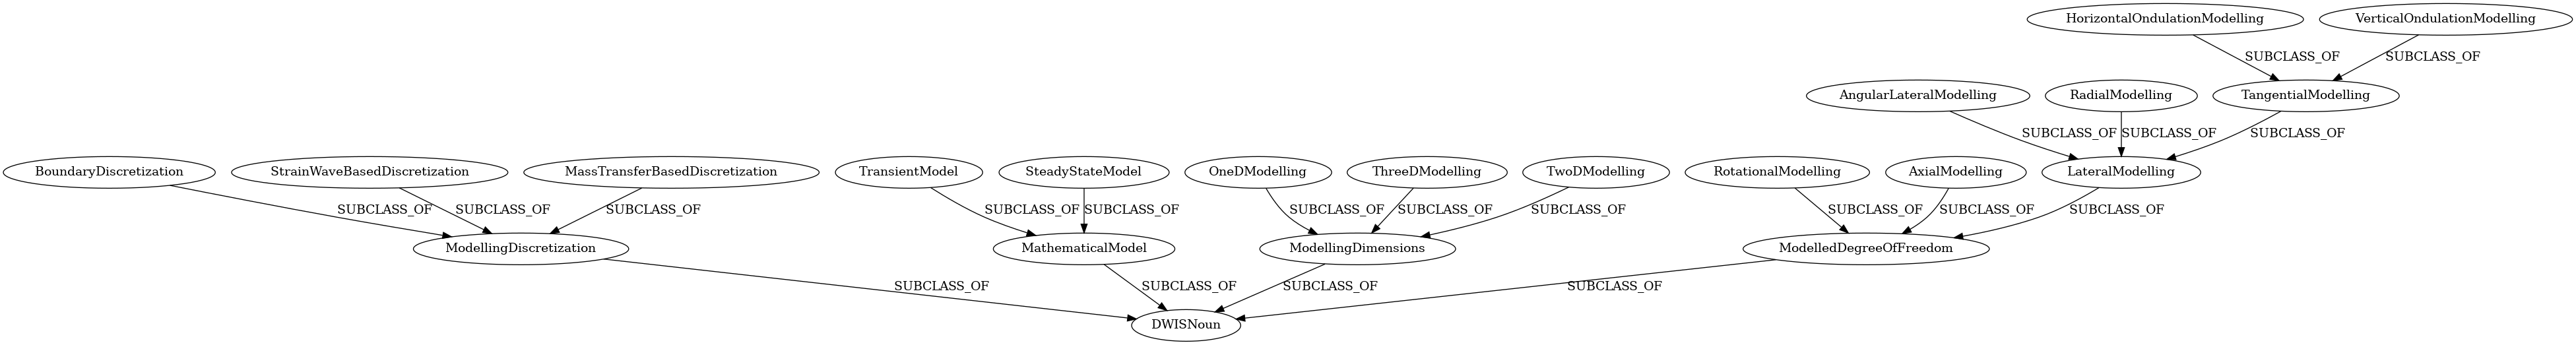 HorizontalOndulationModelling
VerticalOndulationModelling
SUBCLASS_OF
SUBCLASS_OF
AngularLateralModelling
RadialModelling
TangentialModelling
SUBCLASS_OF
SUBCLASS_OF
SUBCLASS_OF
BoundaryDiscretization
StrainWaveBasedDiscretization
MassTransferBasedDiscretization
TransientModel
SteadyStateModel
OneDModelling
ThreeDModelling
TwoDModelling
RotationalModelling
AxialModelling
LateralModelling
SUBCLASS_OF
SUBCLASS_OF
SUBCLASS_OF
SUBCLASS_OF
SUBCLASS_OF
SUBCLASS_OF
SUBCLASS_OF
SUBCLASS_OF
SUBCLASS_OF
SUBCLASS_OF
SUBCLASS_OF
ModellingDiscretization
MathematicalModel
ModellingDimensions
ModelledDegreeOfFreedom
SUBCLASS_OF
SUBCLASS_OF
SUBCLASS_OF
SUBCLASS_OF
DWISNoun